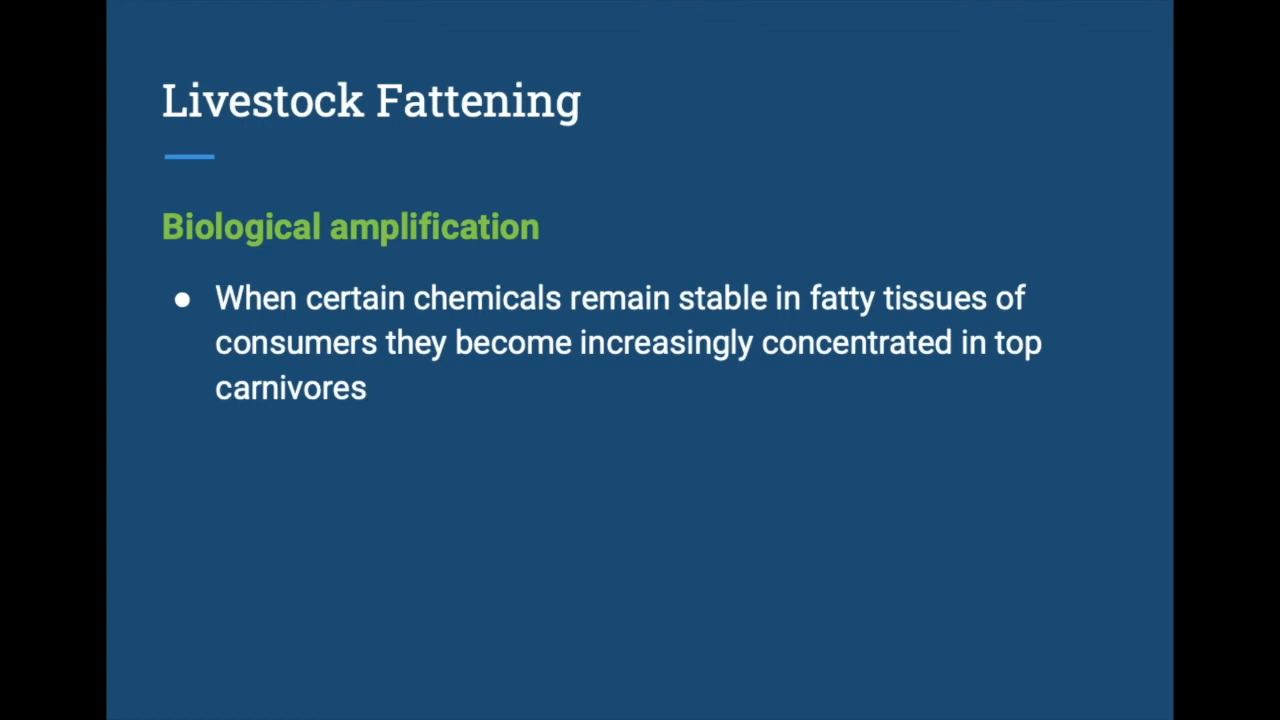 Livestock Fattening
Biological amplification
● When certain chemicals remain stable in fatty tissues of
consumers they become increasingly concentrated in top
carnivores